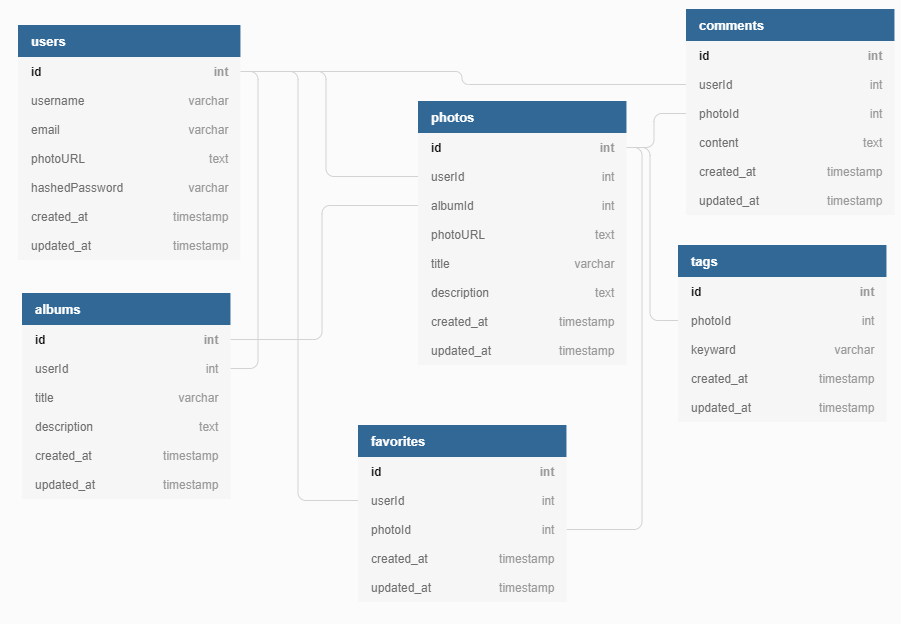 users
id int
username varchar
email varchar
photoURL text
hashedPassword varchar
created_at timestamp
updated_at timestamp
albums
id int
userId int
title varchar
description text
created_at timestamp
updated_at timestamp
photos
id int
userId int
albumId int
photoURL text
title varchar
description text
created_at timestamp
updated_at timestamp
favorites
id int
userId int
photoId int
created_at timestamp
updated_at timestamp
comments
id int
userId int
photoId int
content text
created_at timestamp
updated_at timestamp
tags
id int
photoId int
keyward varchar
created_at timestamp
updated_at timestamp